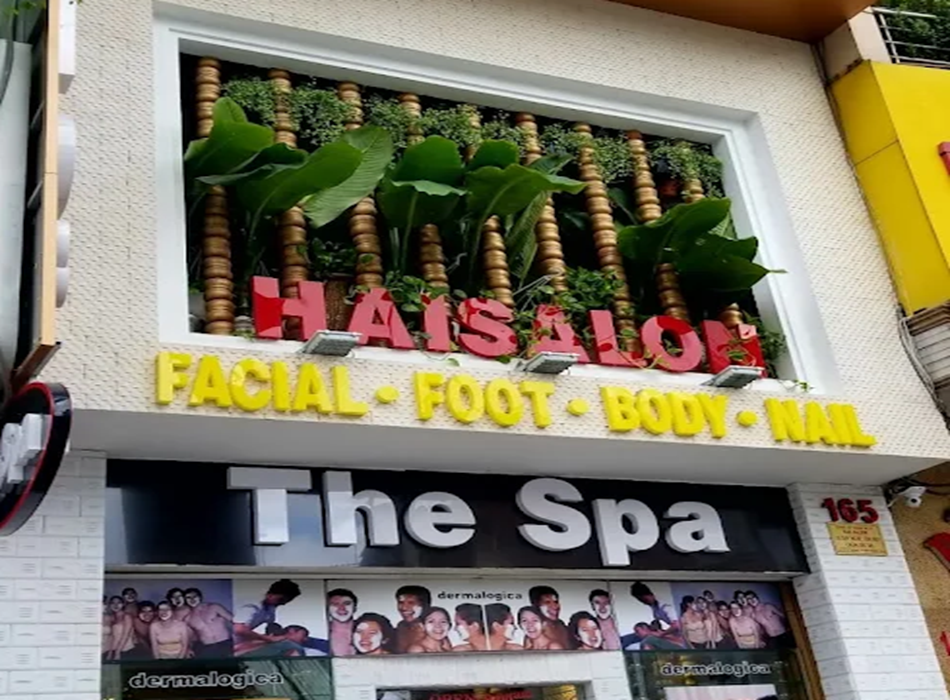 HAISALON
FACIAL • FOOT • BODY • NAIL
The Spa
165
dermalogica
dermalogica
dermalogica